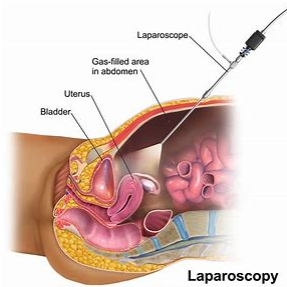 Laparoscope
Gas-filled area
in abdomen
Uterus
Bladder
Laparoscopy